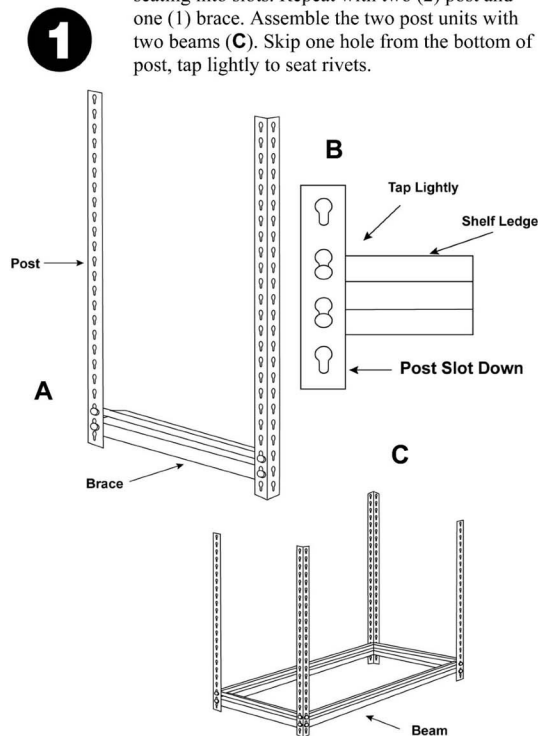 seating into slots. Repeat with two (2) post and
one (1) brace. Assemble the two post units with
two beams (C). Skip one hole from the bottom of
post, tap lightly to seat rivets.
1
B
Tap Lightly
Shelf Ledge
Post
Post Slot Down
A
C
Brace
Beam